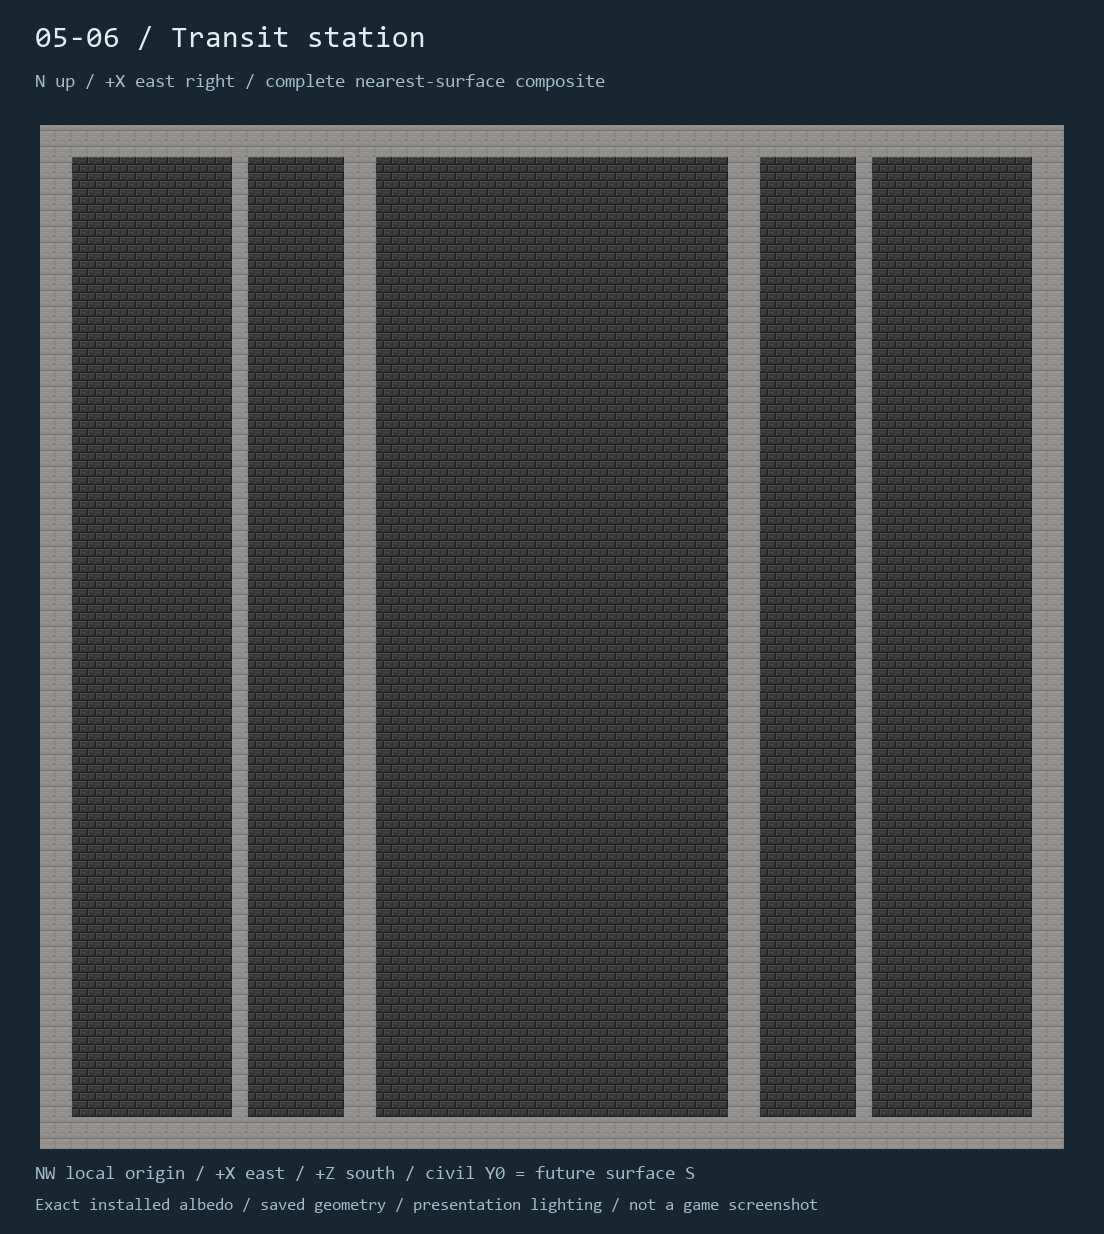 05-06 / Transit station
N up / +X east right / complete nearest-surface composite
NW local origin / +X east / +Z south / civil Y0 = future surface S
Exact installed albedo / saved geometry / presentation lighting / not a game screenshot